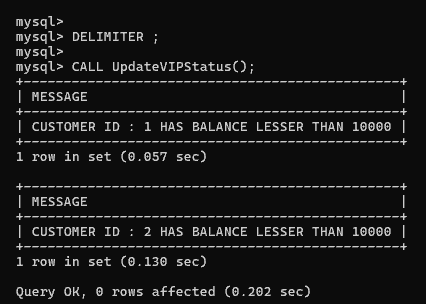 mysql>
mysql> DELIMITER ;
mysql>
mysql> CALL UpdateVIPStatus();
+-----------------------------------------------+
| MESSAGE                                       |
+-----------------------------------------------+
| CUSTOMER ID : 1 HAS BALANCE LESSER THAN 10000 |
+-----------------------------------------------+
1 row in set (0.057 sec)

+-----------------------------------------------+
| MESSAGE                                       |
+-----------------------------------------------+
| CUSTOMER ID : 2 HAS BALANCE LESSER THAN 10000 |
+-----------------------------------------------+
1 row in set (0.130 sec)

Query OK, 0 rows affected (0.202 sec)